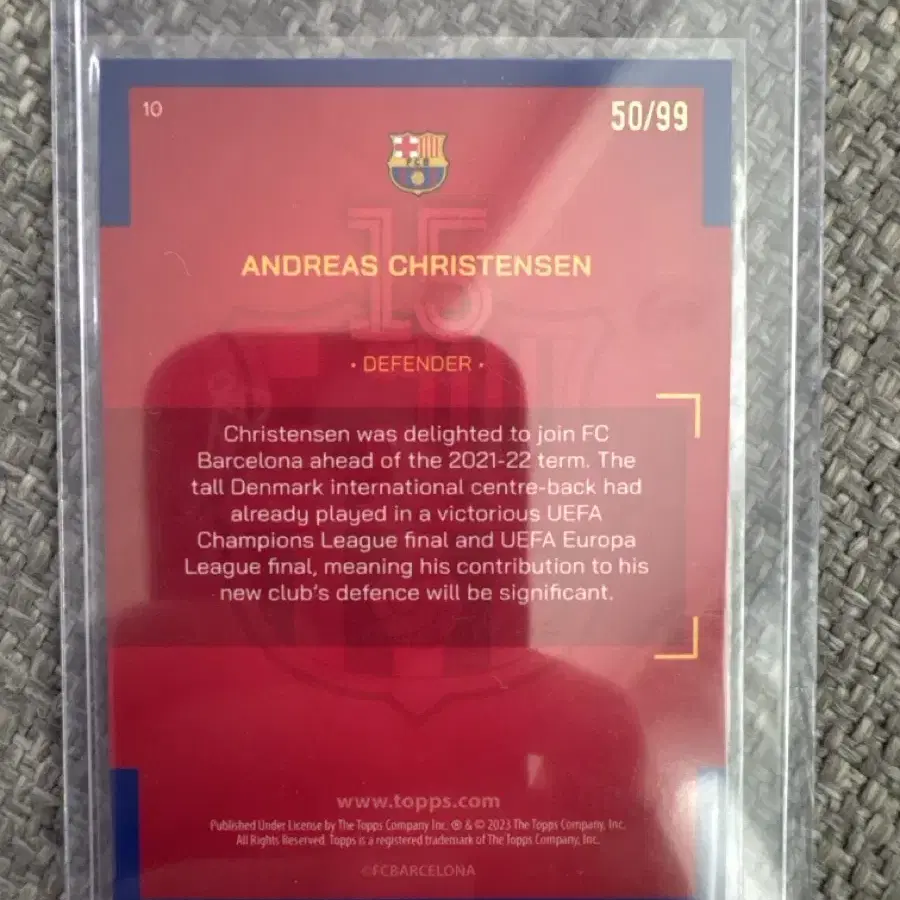 10
50/99
FCB
15
ANDREAS CHRISTENSEN
· DEFENDER ·
Christensen was delighted to join FC
Barcelona ahead of the 2021-22 term. The
tall Denmark international centre-back had
already played in a victorious UEFA
Champions League final and UEFA Europa
League final, meaning his contribution to his
new club's defence will be significant.
www.topps.com
Published Under License by The Topps Company Inc. ® & © 2023 The Topps Company, Inc.
All Rights Reserved. Topps is a registered trademark of The Topps Company, Inc.
©FCBARCELONA